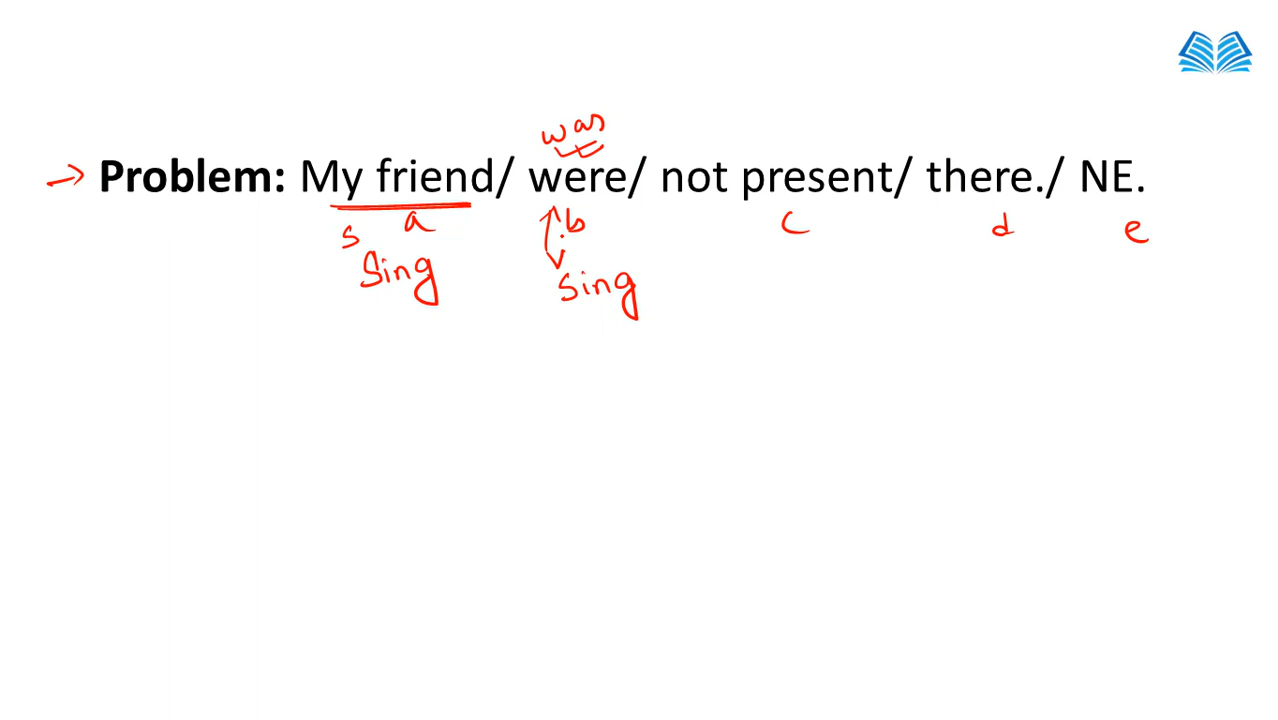 was
Problem: My friend/ were/ not present/ there./ NE.
s a b c d e
Sing Sing